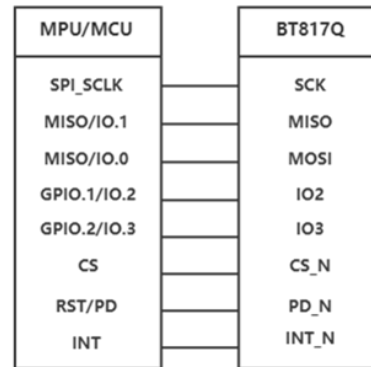 MPU/MCU BT817Q
SPI_SCLK SCK
MISO/IO.1 MISO
MISO/IO.0 MOSI
GPIO.1/IO.2 IO2
GPIO.2/IO.3 IO3
CS CS_N
RST/PD PD_N
INT INT_N